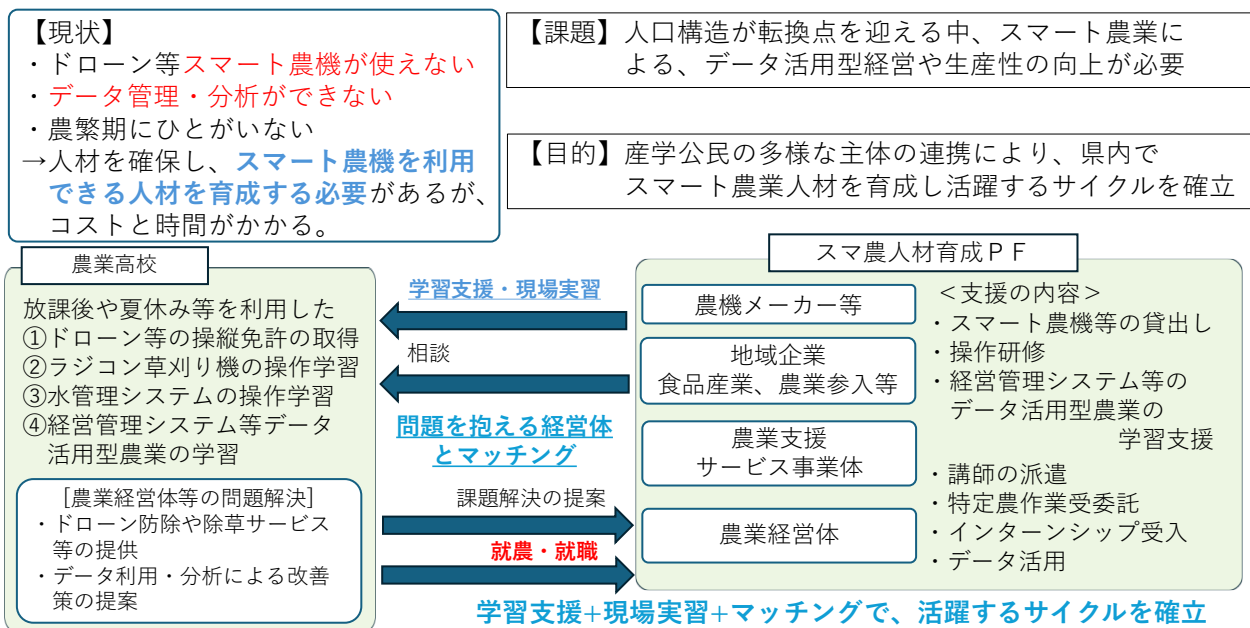 【現状】
・ドローン等スマート農機が使えない
・データ管理・分析ができない
・農繁期にひとがいない
→人材を確保し、スマート農機を利用
できる人材を育成する必要があるが、
コストと時間がかかる。
【課題】人口構造が転換点を迎える中、スマート農業に
よる、データ活用型経営や生産性の向上が必要
【目的】産学公民の多様な主体の連携により、県内で
スマート農業人材を育成し活躍するサイクルを確立
農業高校
放課後や夏休み等を利用した
①ドローン等の操縦免許の取得
②ラジコン草刈り機の操作学習
③水管理システムの操作学習
④経営管理システム等データ
活用型農業の学習
[農業経営体等の問題解決]
・ドローン防除や除草サービス
等の提供
・データ利用・分析による改善
策の提案
学習支援・現場実習
相談
問題を抱える経営体
とマッチング
課題解決の提案
就農・就職
スマ農人材育成ＰＦ
農機メーカー等
地域企業
食品産業、農業参入等
農業支援
サービス事業体
農業経営体
＜支援の内容＞
・スマート農機等の貸出し
・操作研修
・経営管理システム等の
データ活用型農業の
学習支援
・講師の派遣
・特定農作業受委託
・インターンシップ受入
・データ活用
学習支援+現場実習+マッチングで、活躍するサイクルを確立